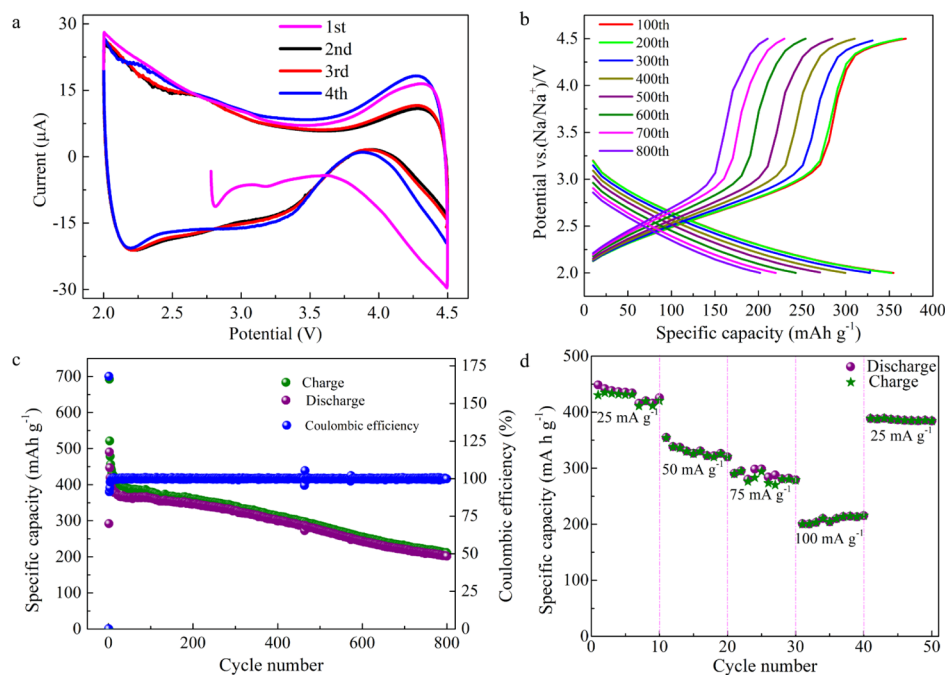 a
Current (µA)
30
15
0
-15
-30
1st
2nd
3rd
4th
2.0 2.5 3.0 3.5 4.0 4.5
Potential (V)
b
Potential vs.(Na/Na⁺)/V
4.5
4.0
3.5
3.0
2.5
2.0
100th
200th
300th
400th
500th
600th
700th
800th
0 50 100 150 200 250 300 350 400
Specific capacity (mAh g⁻¹)
c
Specific capacity (mAh g⁻¹)
700
600
500
400
300
200
100
0
Charge
Discharge
Coulombic efficiency
175
150
125
100
75
50
25
0
Coulombic efficiency (%)
0 200 400 600 800
Cycle number
d
Specific capacity (mA h g⁻¹)
500
400
300
200
100
0
Discharge
Charge
25 mA g⁻¹
50 mA g⁻¹
75 mA g⁻¹
100 mA g⁻¹
25 mA g⁻¹
0 10 20 30 40 50
Cycle number